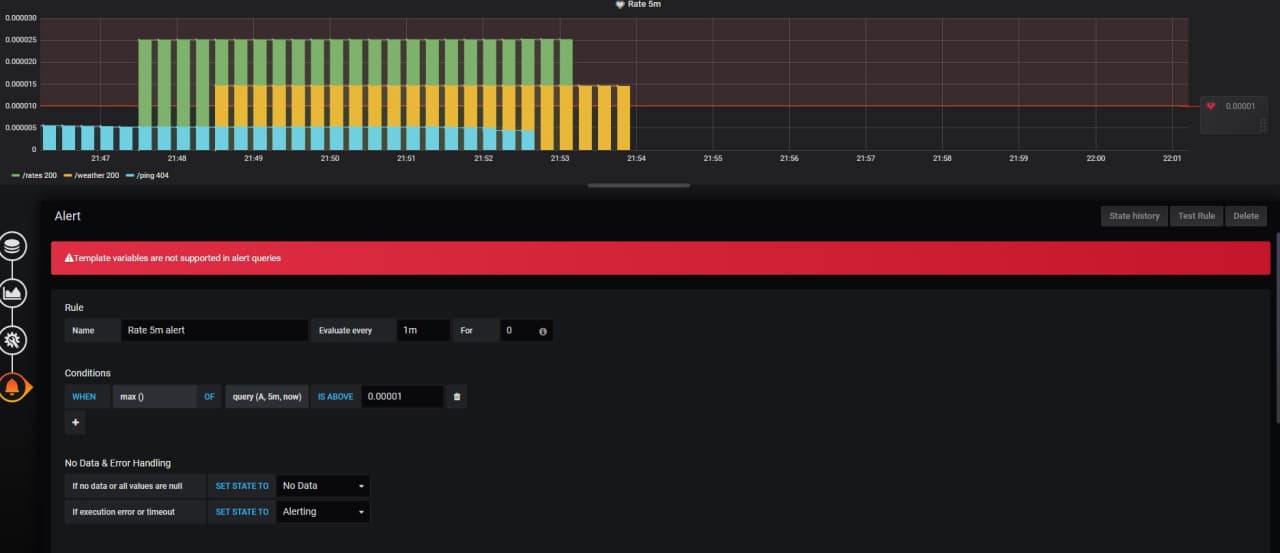 Rate 5m
0.000030
0.000025
0.000020
0.000015
0.000010
0.000005
0
0.00001
21:47 21:48 21:49 21:50 21:51 21:52 21:53 21:54 21:55 21:56 21:57 21:58 21:59 22:00 22:01
/rates 200 /weather 200 /ping 404
Alert State history Test Rule Delete
Template variables are not supported in alert queries
Rule
Name Rate 5m alert Evaluate every 1m For 0
Conditions
WHEN max () OF query (A, 5m, now) IS ABOVE 0.00001
+
No Data & Error Handling
If no data or all values are null SET STATE TO No Data
If execution error or timeout SET STATE TO Alerting